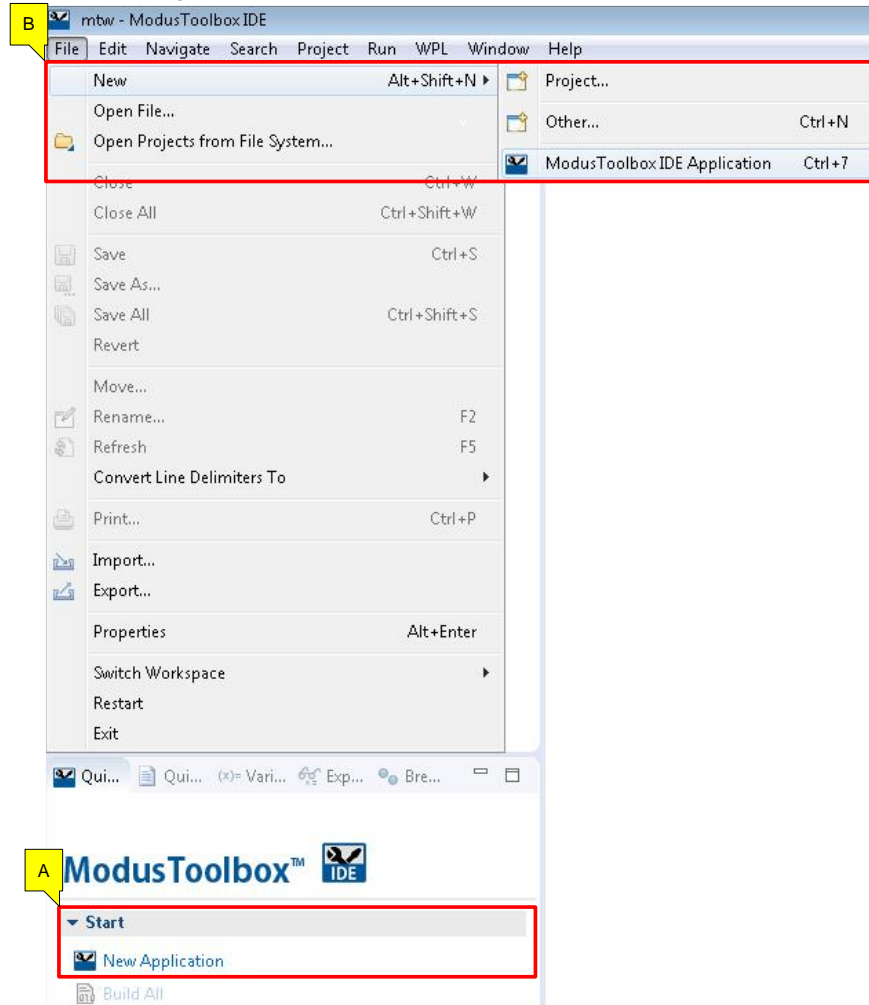 B
mtw - ModusToolbox IDE
File Edit Navigate Search Project Run WPL Window Help
New Alt+Shift+N
Project...
Open File...
Other... Ctrl+N
Open Projects from File System...
ModusToolbox IDE Application Ctrl+7
Close Ctrl+W
Close All Ctrl+Shift+W
Save Ctrl+S
Save As...
Save All Ctrl+Shift+S
Revert
Move...
Rename... F2
Refresh F5
Convert Line Delimiters To
Print... Ctrl+P
Import...
Export...
Properties Alt+Enter
Switch Workspace
Restart
Exit
Qui... Qui... (x)= Vari... Exp... Bre...
A
ModusToolbox™ IDE
Start
New Application
Build All